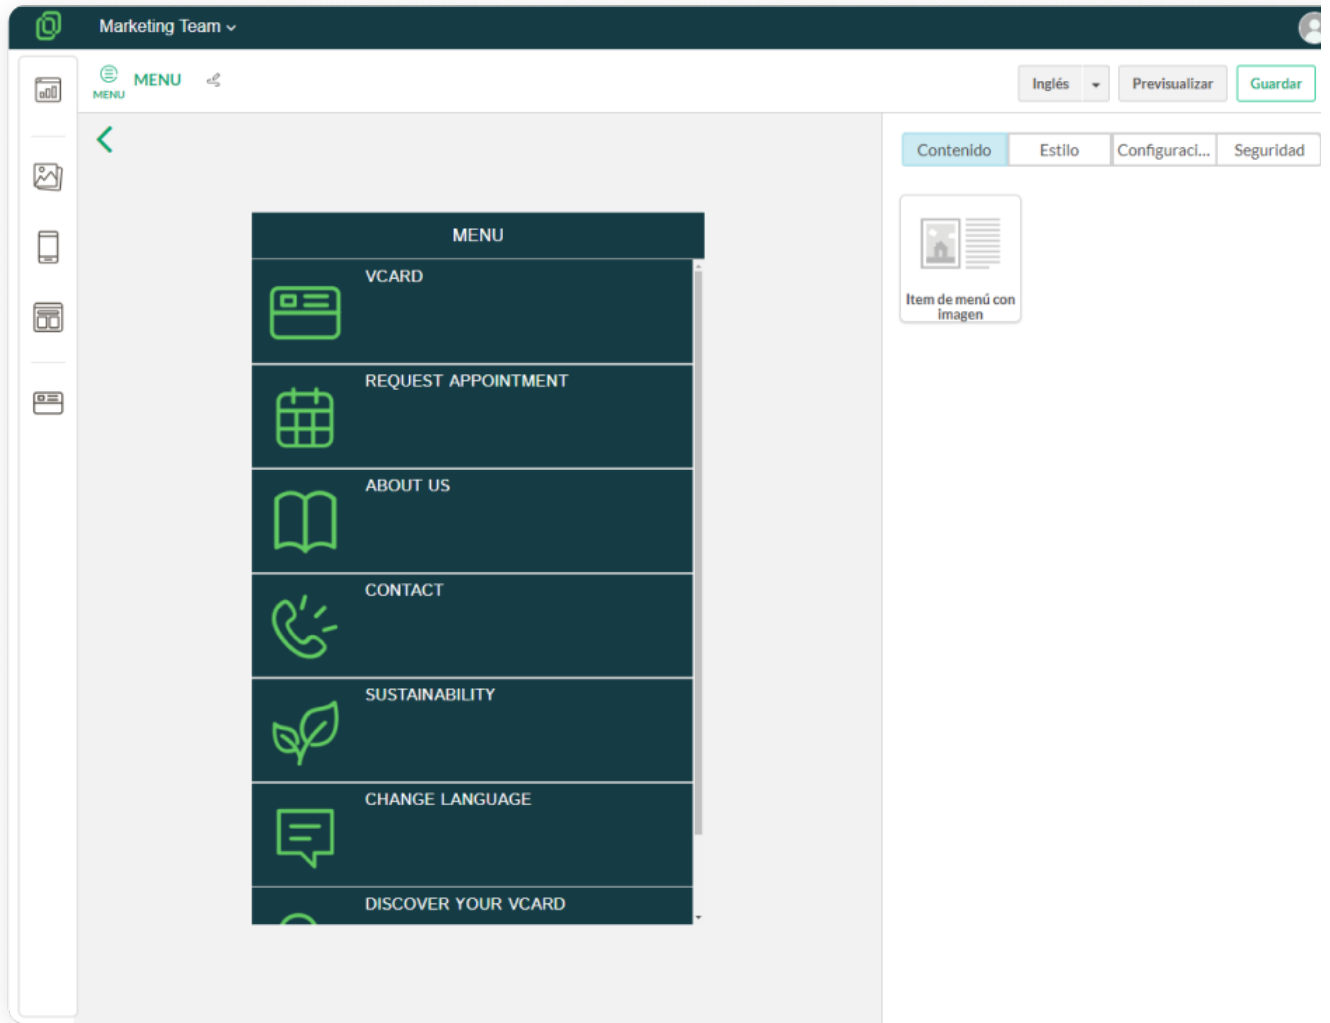 Marketing Team
MENU
MENU
Inglés
Previsualizar
Guardar
Contenido
Estilo
Configuraci...
Seguridad
Item de menú con
imagen
MENU
VCARD
REQUEST APPOINTMENT
ABOUT US
CONTACT
SUSTAINABILITY
CHANGE LANGUAGE
DISCOVER YOUR VCARD